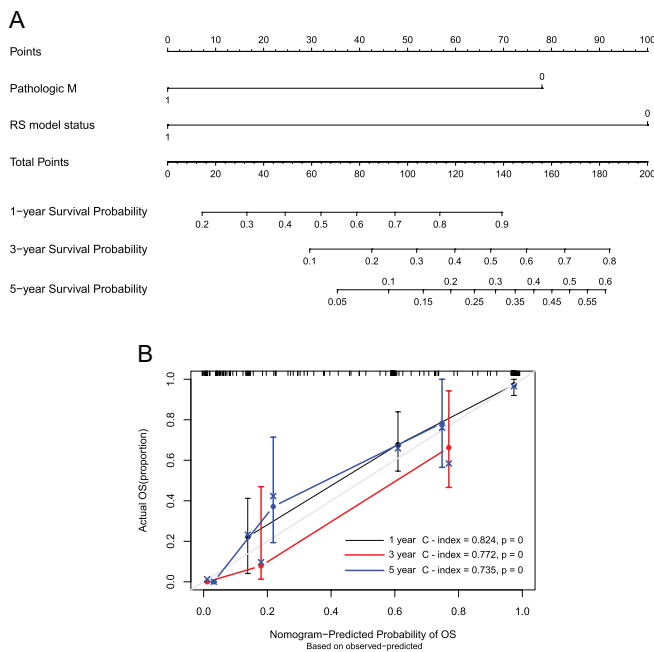 A
Points
0 10 20 30 40 50 60 70 80 90 100
Pathologic M
0
1
RS model status
0
1
Total Points
0 20 40 60 80 100 120 140 160 180 200
1−year Survival Probability
0.2 0.3 0.4 0.5 0.6 0.7 0.8 0.9
3−year Survival Probability
0.1 0.2 0.3 0.4 0.5 0.6 0.7 0.8
5−year Survival Probability
0.1 0.2 0.3 0.4 0.5 0.6
0.05 0.15 0.25 0.35 0.45 0.55
B
Actual OS(proportion)
1.0
0.8
0.6
0.4
0.2
0.0
1 year C - index = 0.824, p = 0
3 year C - index = 0.772, p = 0
5 year C - index = 0.735, p = 0
0.0 0.2 0.4 0.6 0.8 1.0
Nomogram−Predicted Probability of OS
Based on observed−predicted